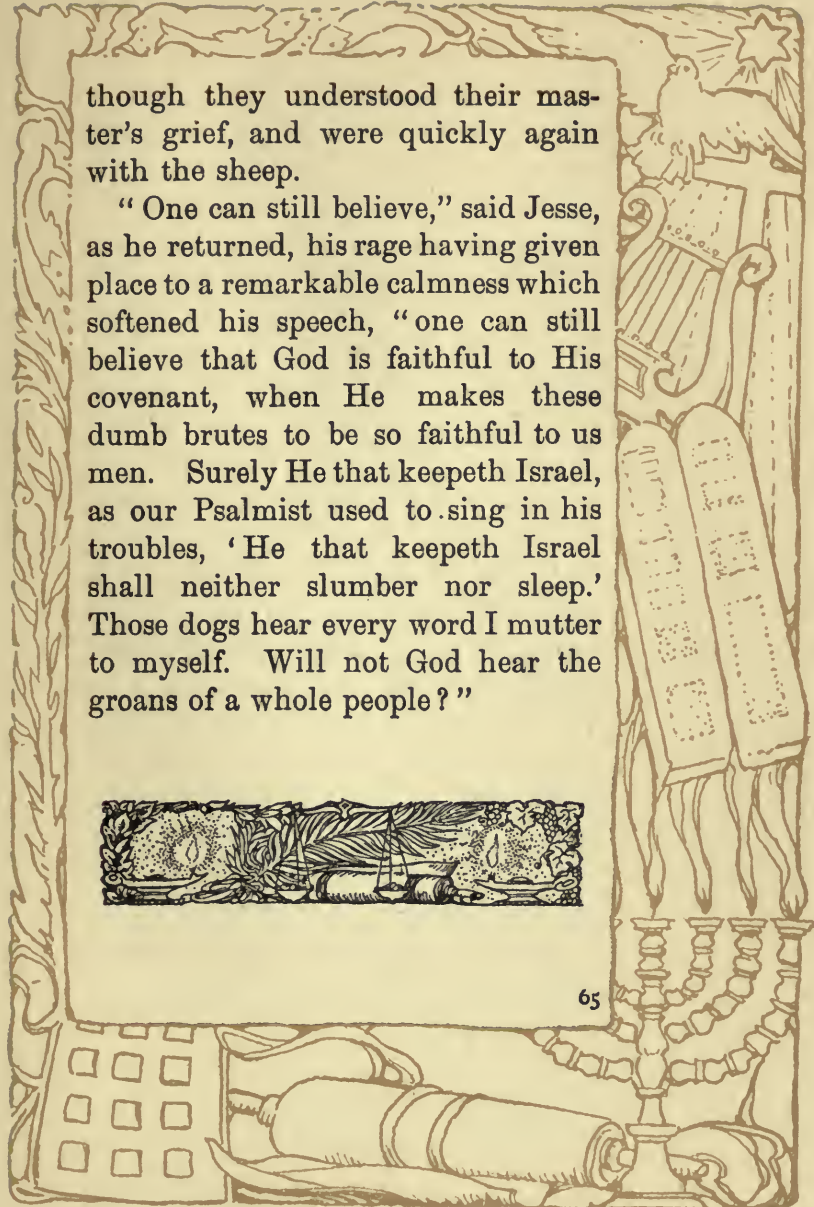 though they understood their mas-
ter's grief, and were quickly again
with the sheep.
“ One can still believe,” said Jesse,
as he returned, his rage having given
place to a remarkable calmness which
softened his speech, “ one can still
believe that God is faithful to His
covenant, when He makes these
dumb brutes to be so faithful to us
men. Surely He that keepeth Israel,
as our Psalmist used to sing in his
troubles, ‘ He that keepeth Israel
shall neither slumber nor sleep.’
Those dogs hear every word I mutter
to myself. Will not God hear the
groans of a whole people ? ”
65